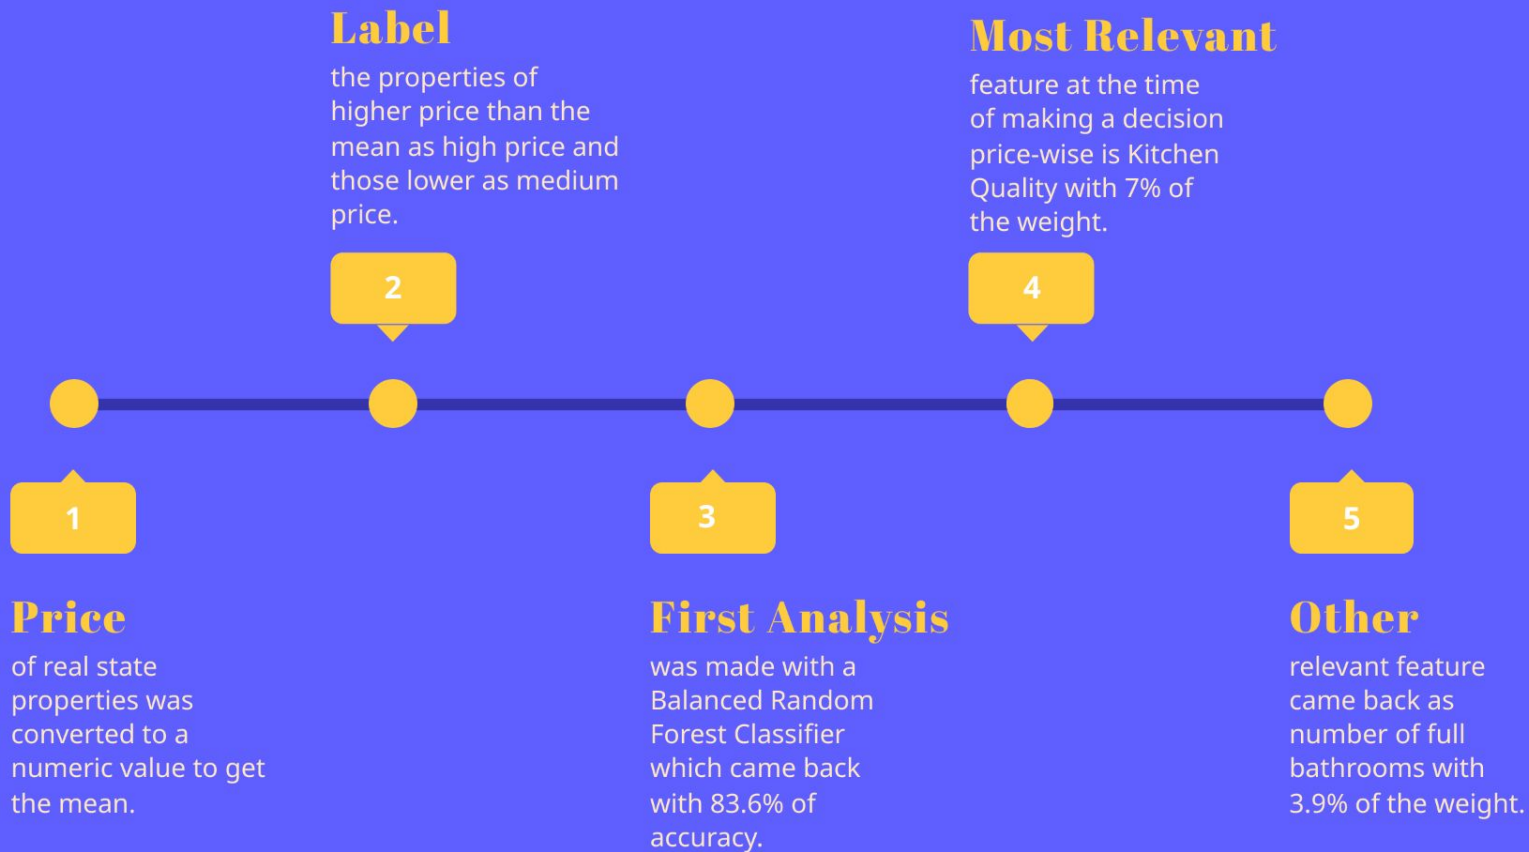 Label
the properties of
higher price than the
mean as high price and
those lower as medium
price.
2
Most Relevant
feature at the time
of making a decision
price-wise is Kitchen
Quality with 7% of
the weight.
4
1
Price
of real state
properties was
converted to a
numeric value to get
the mean.
3
First Analysis
was made with a
Balanced Random
Forest Classifier
which came back
with 83.6% of
accuracy.
5
Other
relevant feature
came back as
number of full
bathrooms with
3.9% of the weight.